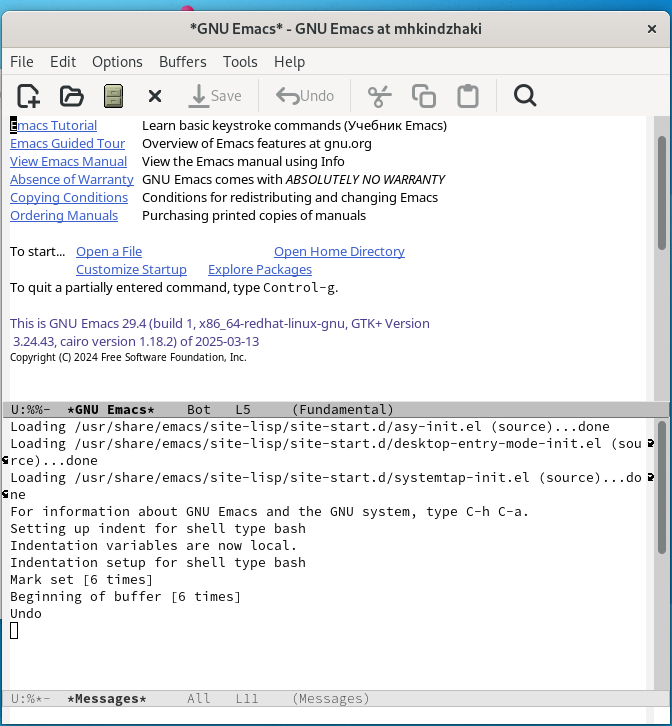 *GNU Emacs* - GNU Emacs at mhkindzhaki
File Edit Options Buffers Tools Help
Save Undo
Emacs Tutorial Learn basic keystroke commands (Учебник Emacs)
Emacs Guided Tour Overview of Emacs features at gnu.org
View Emacs Manual View the Emacs manual using Info
Absence of Warranty GNU Emacs comes with ABSOLUTELY NO WARRANTY
Copying Conditions Conditions for redistributing and changing Emacs
Ordering Manuals Purchasing printed copies of manuals
To start... Open a File Open Home Directory
Customize Startup Explore Packages
To quit a partially entered command, type Control-g.
This is GNU Emacs 29.4 (build 1, x86_64-redhat-linux-gnu, GTK+ Version
3.24.43, cairo version 1.18.2) of 2025-03-13
Copyright (C) 2024 Free Software Foundation, Inc.
U:%%- *GNU Emacs* Bot L5 (Fundamental)
Loading /usr/share/emacs/site-lisp/site-start.d/asy-init.el (source)...done
Loading /usr/share/emacs/site-lisp/site-start.d/desktop-entry-mode-init.el (sou
rce)...done
Loading /usr/share/emacs/site-lisp/site-start.d/systemtap-init.el (source)...do
ne
For information about GNU Emacs and the GNU system, type C-h C-a.
Setting up indent for shell type bash
Indentation variables are now local.
Indentation setup for shell type bash
Mark set [6 times]
Beginning of buffer [6 times]
Undo
U:%*- *Messages* All L11 (Messages)